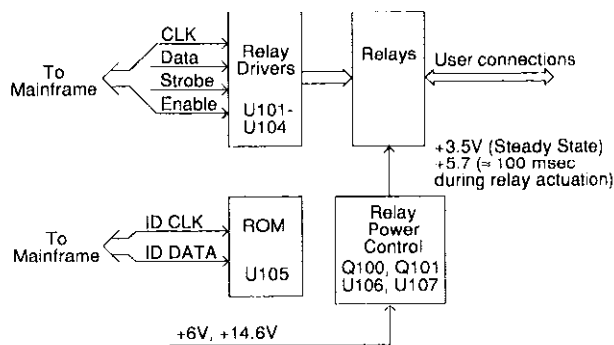 CLK
Data
Strobe
Enable
To
Mainframe
Relay
Drivers
U101-
U104
Relays
User connections
+3.5V (Steady State)
+5.7 (≈ 100 msec
during relay actuation)
To
Mainframe
ID CLK
ID DATA
ROM
U105
Relay
Power
Control
Q100, Q101
U106, U107
+6V, +14.6V